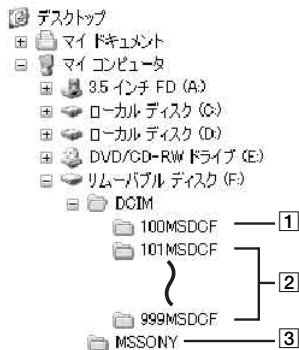 デスクトップ
マイ ドキュメント
マイ コンピュータ
3.5 インチ FD (A:)
ローカル ディスク (C:)
ローカル ディスク (D:)
DVD/CD-RW ドライブ (E:)
リムーバブル ディスク (F:)
DCIM
100MSDCF 1
101MSDCF
2
999MSDCF
MSSONY 3